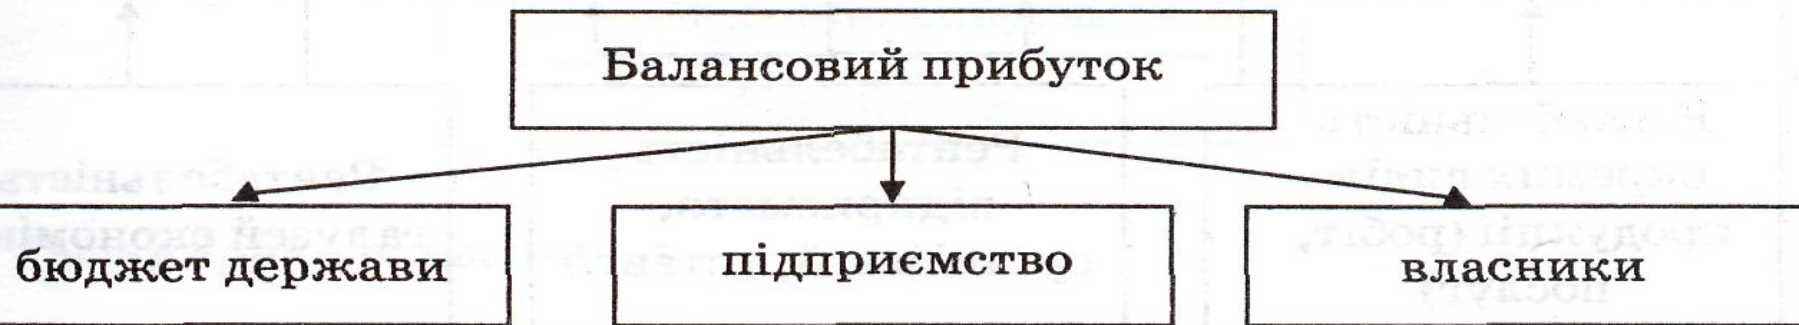 Балансовий прибуток
бюджет держави
підприємство
власники